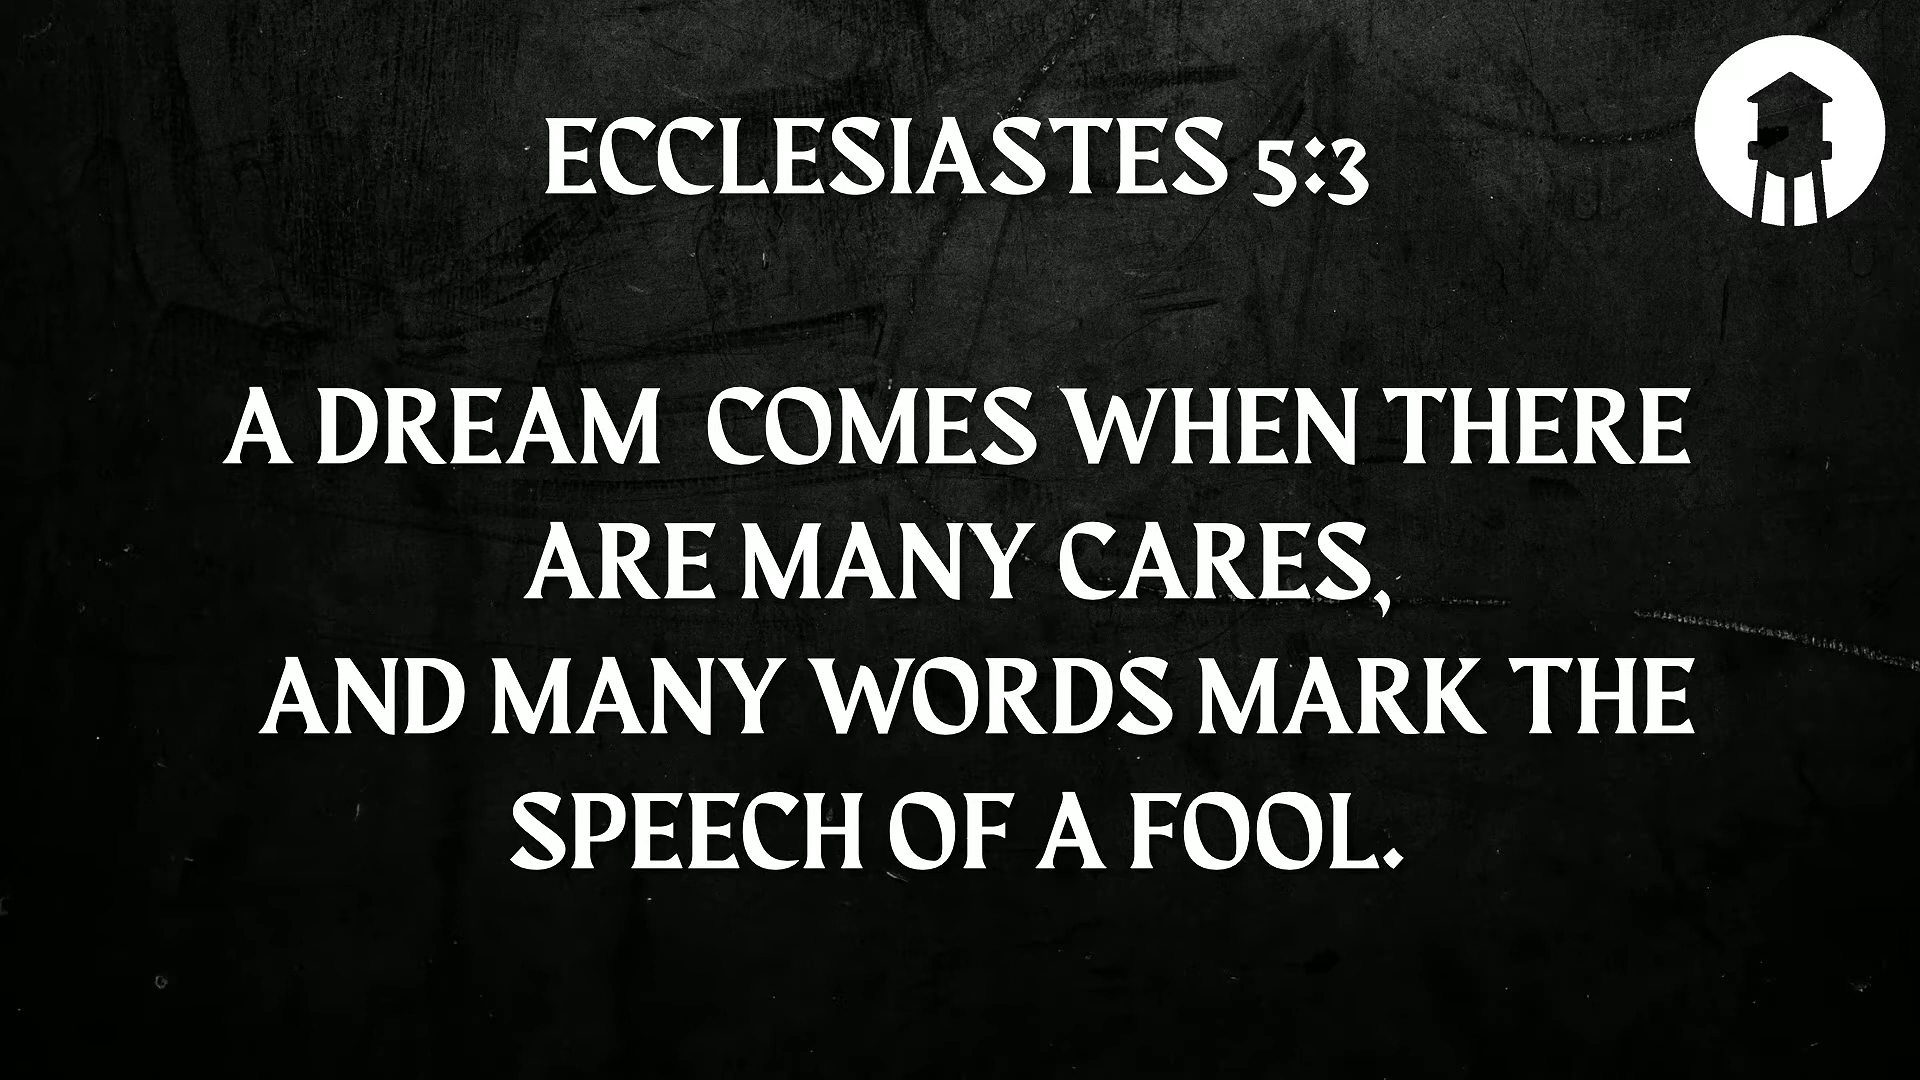 ECCLESIASTES 5:3
A DREAM COMES WHEN THERE
ARE MANY CARES,
AND MANY WORDS MARK THE
SPEECH OF A FOOL.